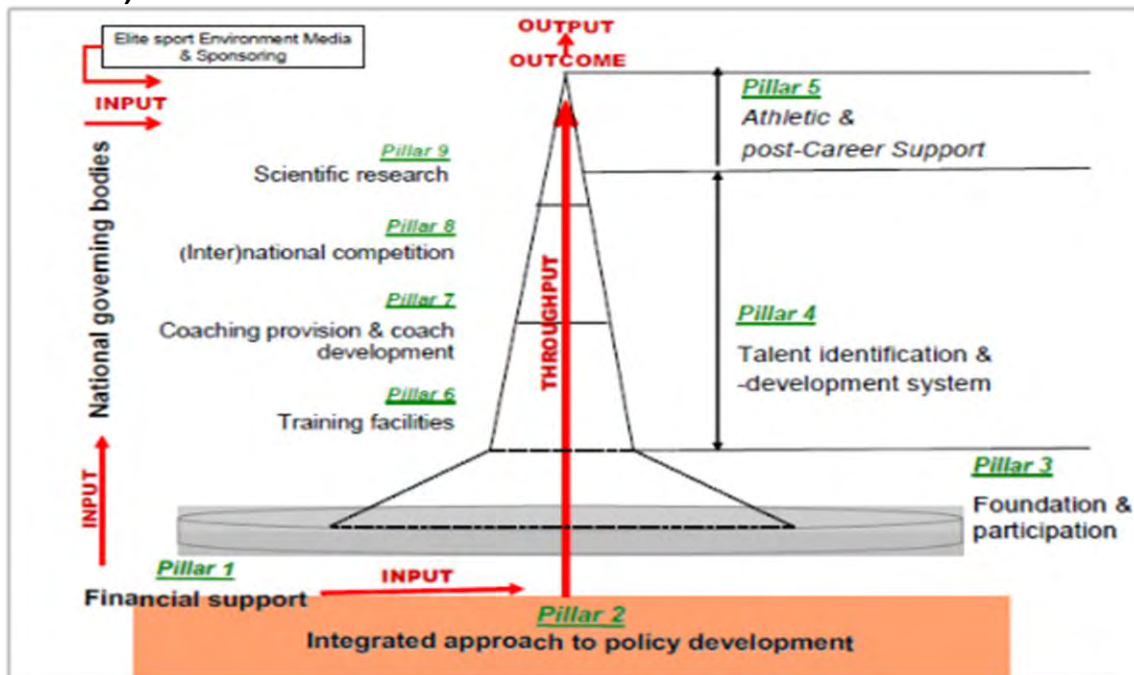 Elite sport Environment Media
& Sponsoring
INPUT
National governing bodies
INPUT
OUTPUT
OUTCOME
THROUGHPUT
Pillar 9
Scientific research
Pillar 8
(Inter)national competition
Pillar 7
Coaching provision & coach
development
Pillar 6
Training facilities
Pillar 5
Athletic &
post-Career Support
Pillar 4
Talent identification &
-development system
Pillar 3
Foundation &
participation
Pillar 1
Financial support
INPUT
Pillar 2
Integrated approach to policy development